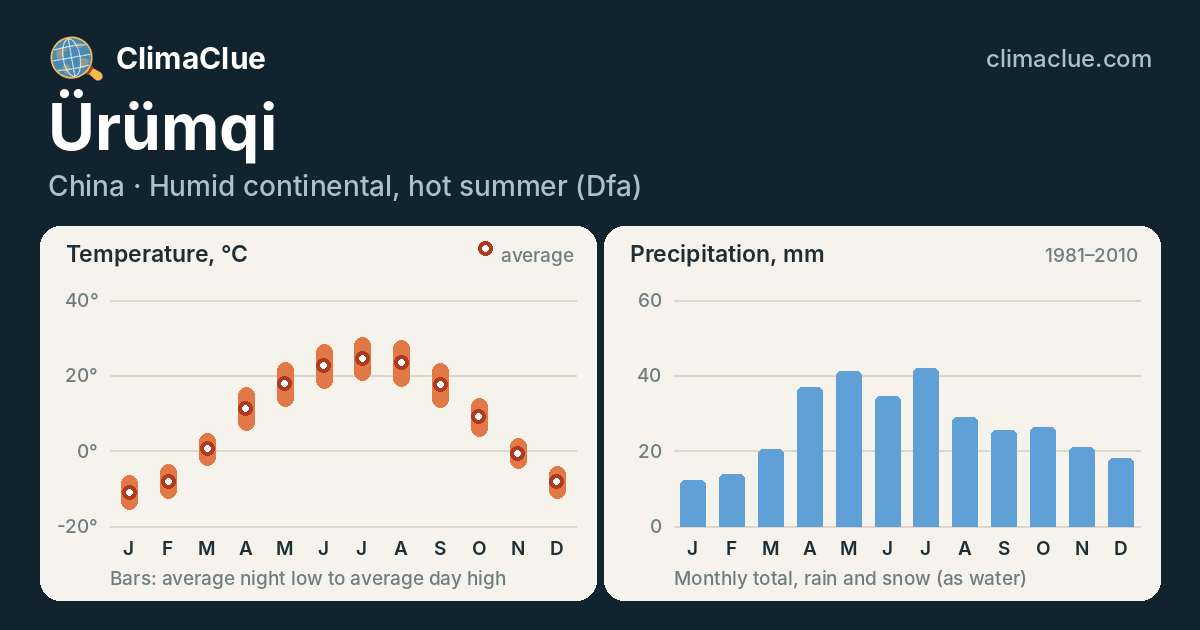 ClimaClue
climaclue.com
Ürümqi
China · Humid continental, hot summer (Dfa)
Temperature, °C
average
40°
20°
0°
-20°
J F M A M J J A S O N D
Bars: average night low to average day high
Precipitation, mm
1981–2010
60
40
20
0
J F M A M J J A S O N D
Monthly total, rain and snow (as water)